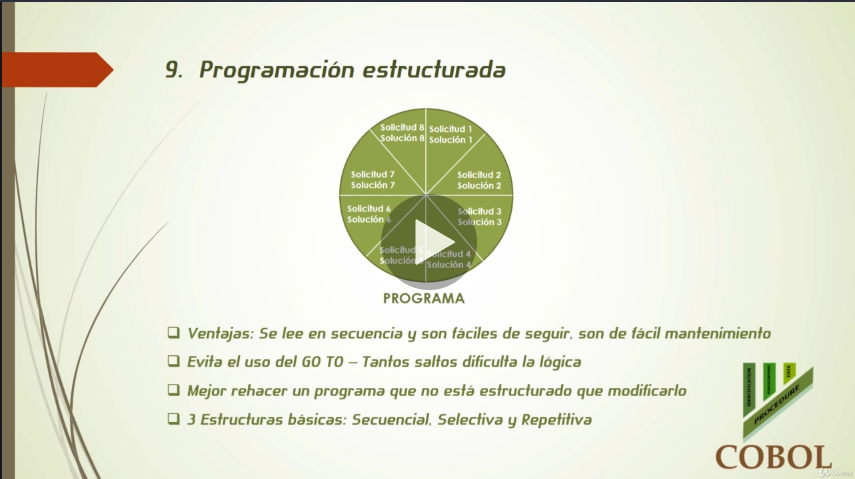 9. Programación estructurada
Solicitud 8
Solución 8
Solicitud 1
Solución 1
Solicitud 7
Solución 7
Solicitud 2
Solución 2
Solicitud 6
Solución 6
Solicitud 3
Solución 3
Solicitud
Solución
Solicitud 4
Solución 4
PROGRAMA
Ventajas: Se lee en secuencia y son fáciles de seguir, son de fácil mantenimiento
Evita el uso del GO TO – Tantos saltos dificulta la lógica
Mejor rehacer un programa que no está estructurado que modificarlo
3 Estructuras básicas: Secuencial, Selectiva y Repetitiva
IDENTIFICATION
DATA
PROCEDURE
COBOL
Udemy